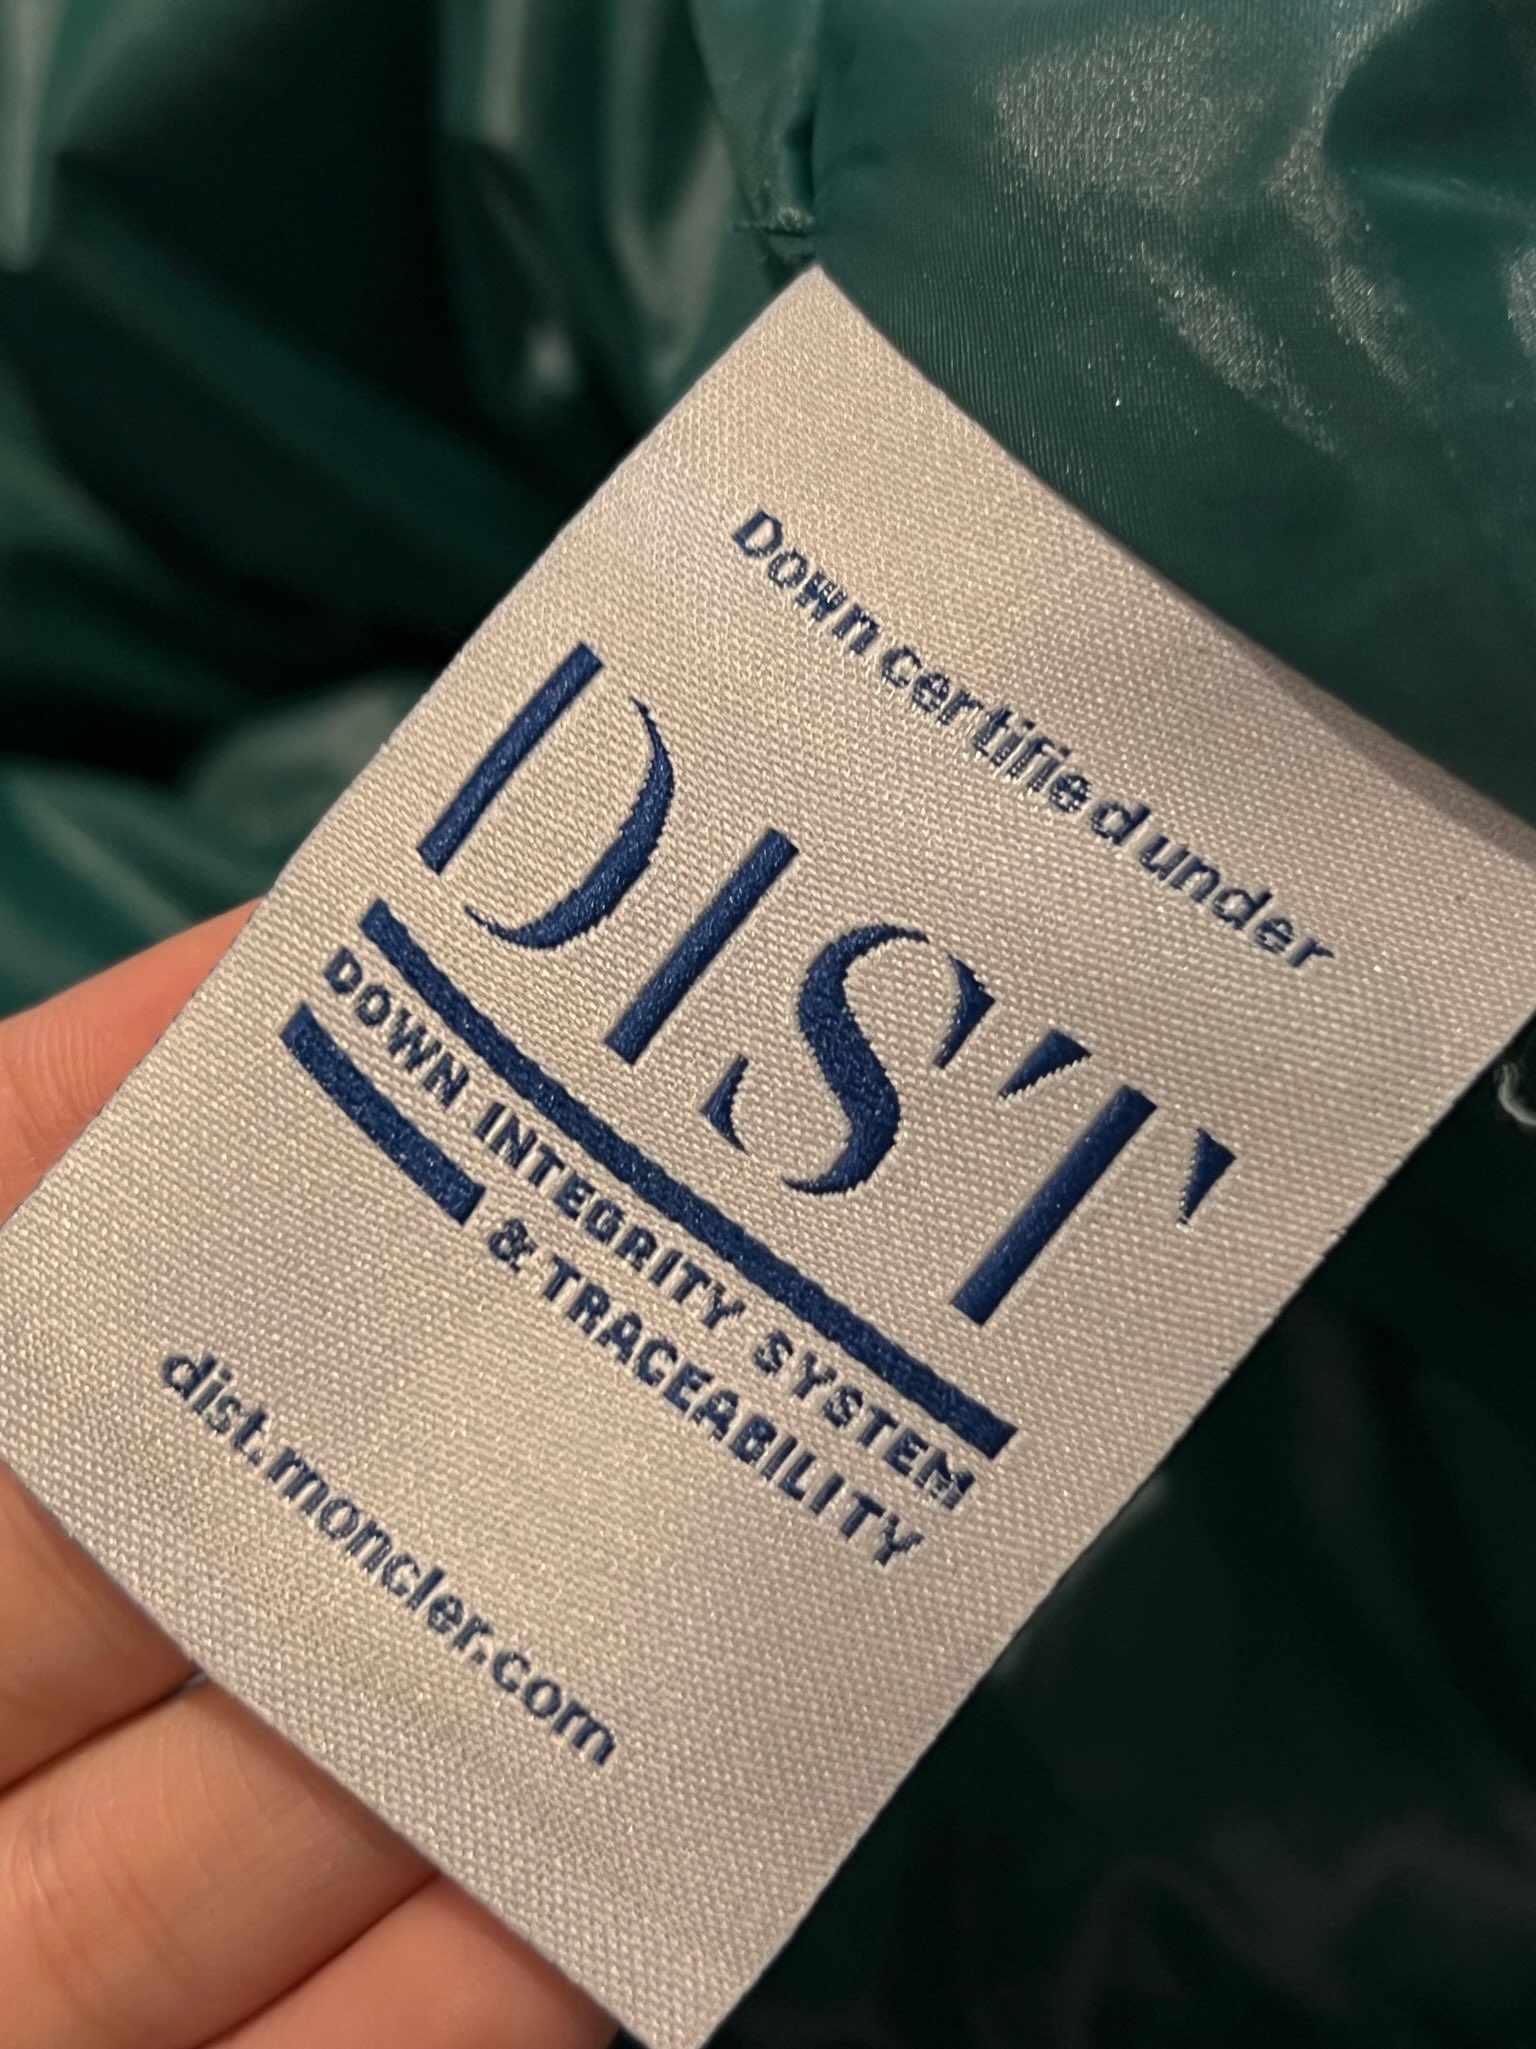 Down certified under
DIST
DOWN INTEGRITY SYSTEM
& TRACEABILITY
dist.moncler.com